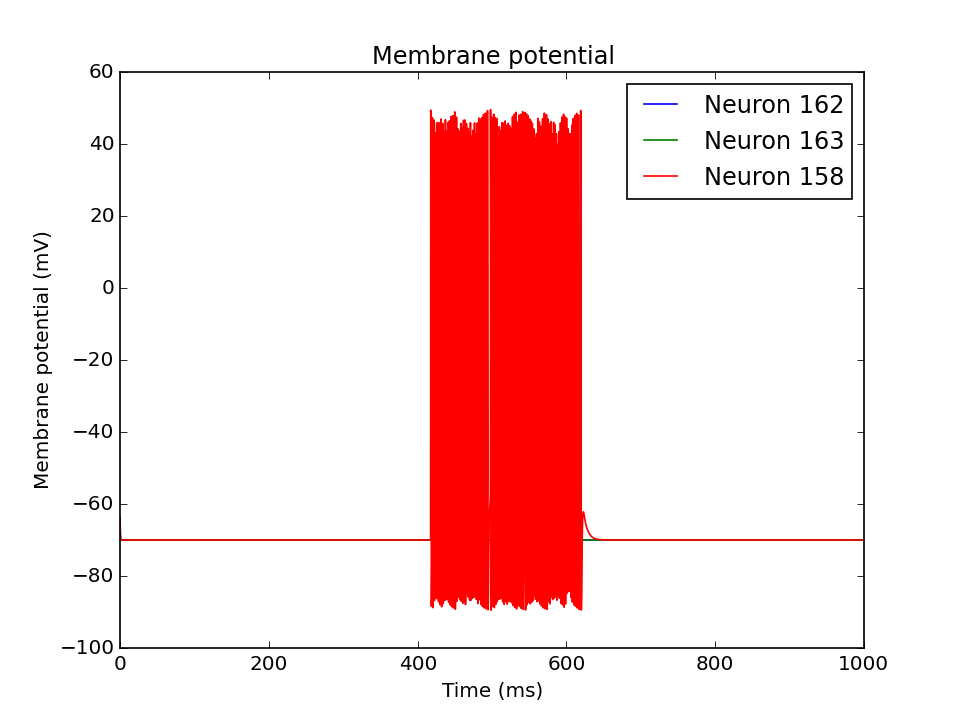 Membrane potential
60
40
20
0
−20
−40
−60
−80
−100
Membrane potential (mV)
Neuron 162
Neuron 163
Neuron 158
0 200 400 600 800 1000
Time (ms)